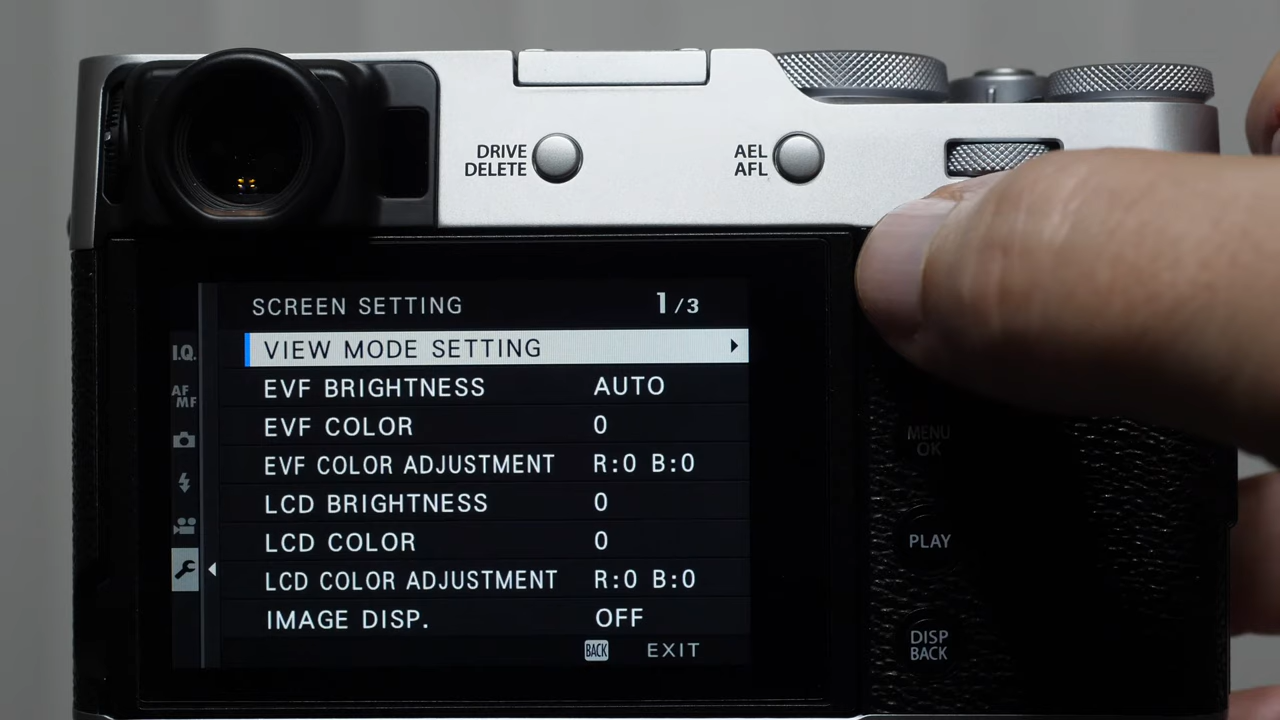 DRIVE
DELETE
AEL
AFL
SCREEN SETTING 1/3
VIEW MODE SETTING
EVF BRIGHTNESS AUTO
EVF COLOR 0
EVF COLOR ADJUSTMENT R:0 B:0
LCD BRIGHTNESS 0
LCD COLOR 0
LCD COLOR ADJUSTMENT R:0 B:0
IMAGE DISP. OFF
BACK EXIT
I.Q.
AF
MF
MENU
OK
PLAY
DISP
BACK